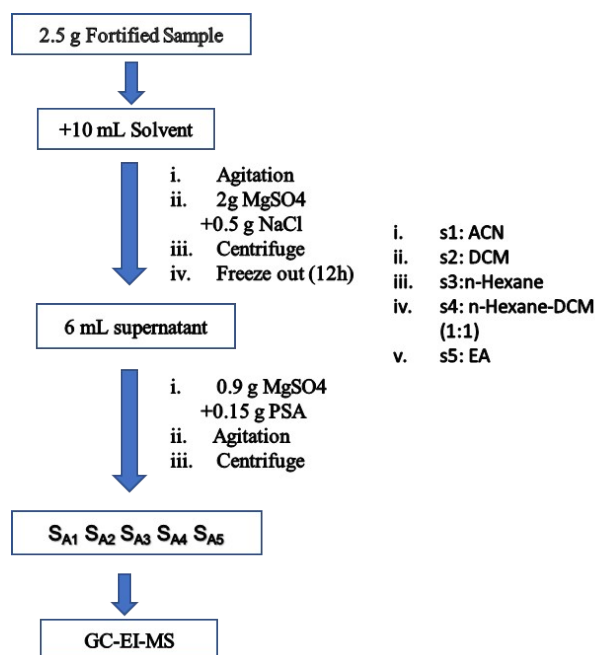 2.5 g Fortified Sample
+10 mL Solvent
i. Agitation
ii. 2g MgSO4
+0.5 g NaCl
iii. Centrifuge
iv. Freeze out (12h)
i. s1: ACN
ii. s2: DCM
iii. s3:n-Hexane
iv. s4: n-Hexane-DCM
(1:1)
v. s5: EA
6 mL supernatant
i. 0.9 g MgSO4
+0.15 g PSA
ii. Agitation
iii. Centrifuge
SA1 SA2 SA3 SA4 SA5
GC-EI-MS